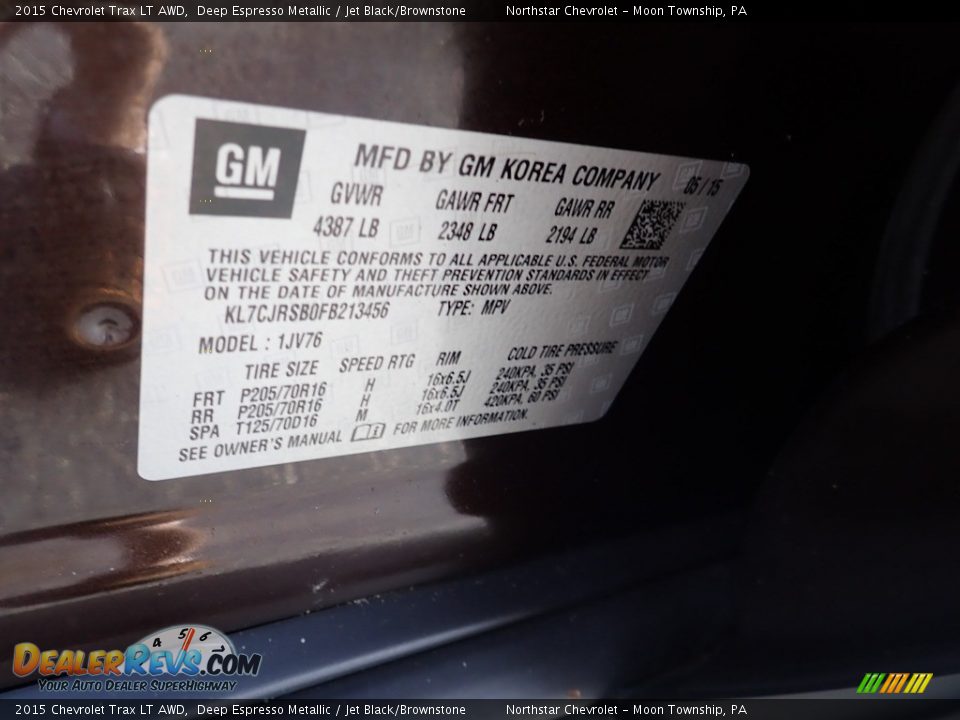 2015 Chevrolet Trax LT AWD, Deep Espresso Metallic / Jet Black/Brownstone Northstar Chevrolet - Moon Township, PA
GM MFD BY GM KOREA COMPANY 05/15
GVWR GAWR FRT GAWR RR
4387 LB 2348 LB 2194 LB
THIS VEHICLE CONFORMS TO ALL APPLICABLE U.S. FEDERAL MOTOR
VEHICLE SAFETY AND THEFT PREVENTION STANDARDS IN EFFECT
ON THE DATE OF MANUFACTURE SHOWN ABOVE.
KL7CJRSB0FB213456 TYPE: MPV
MODEL : 1JV76
TIRE SIZE SPEED RTG RIM COLD TIRE PRESSURE
FRT P205/70R16 H 16x6.5J 240KPA, 35 PSI
RR P205/70R16 H 16x6.5J 240KPA, 35 PSI
SPA T125/70D16 M 16x4.0T 420KPA, 60 PSI
SEE OWNER'S MANUAL FOR MORE INFORMATION.
4 5 6
DealerRevs.com
Your Auto Dealer SuperHighway
2015 Chevrolet Trax LT AWD, Deep Espresso Metallic / Jet Black/Brownstone Northstar Chevrolet - Moon Township, PA